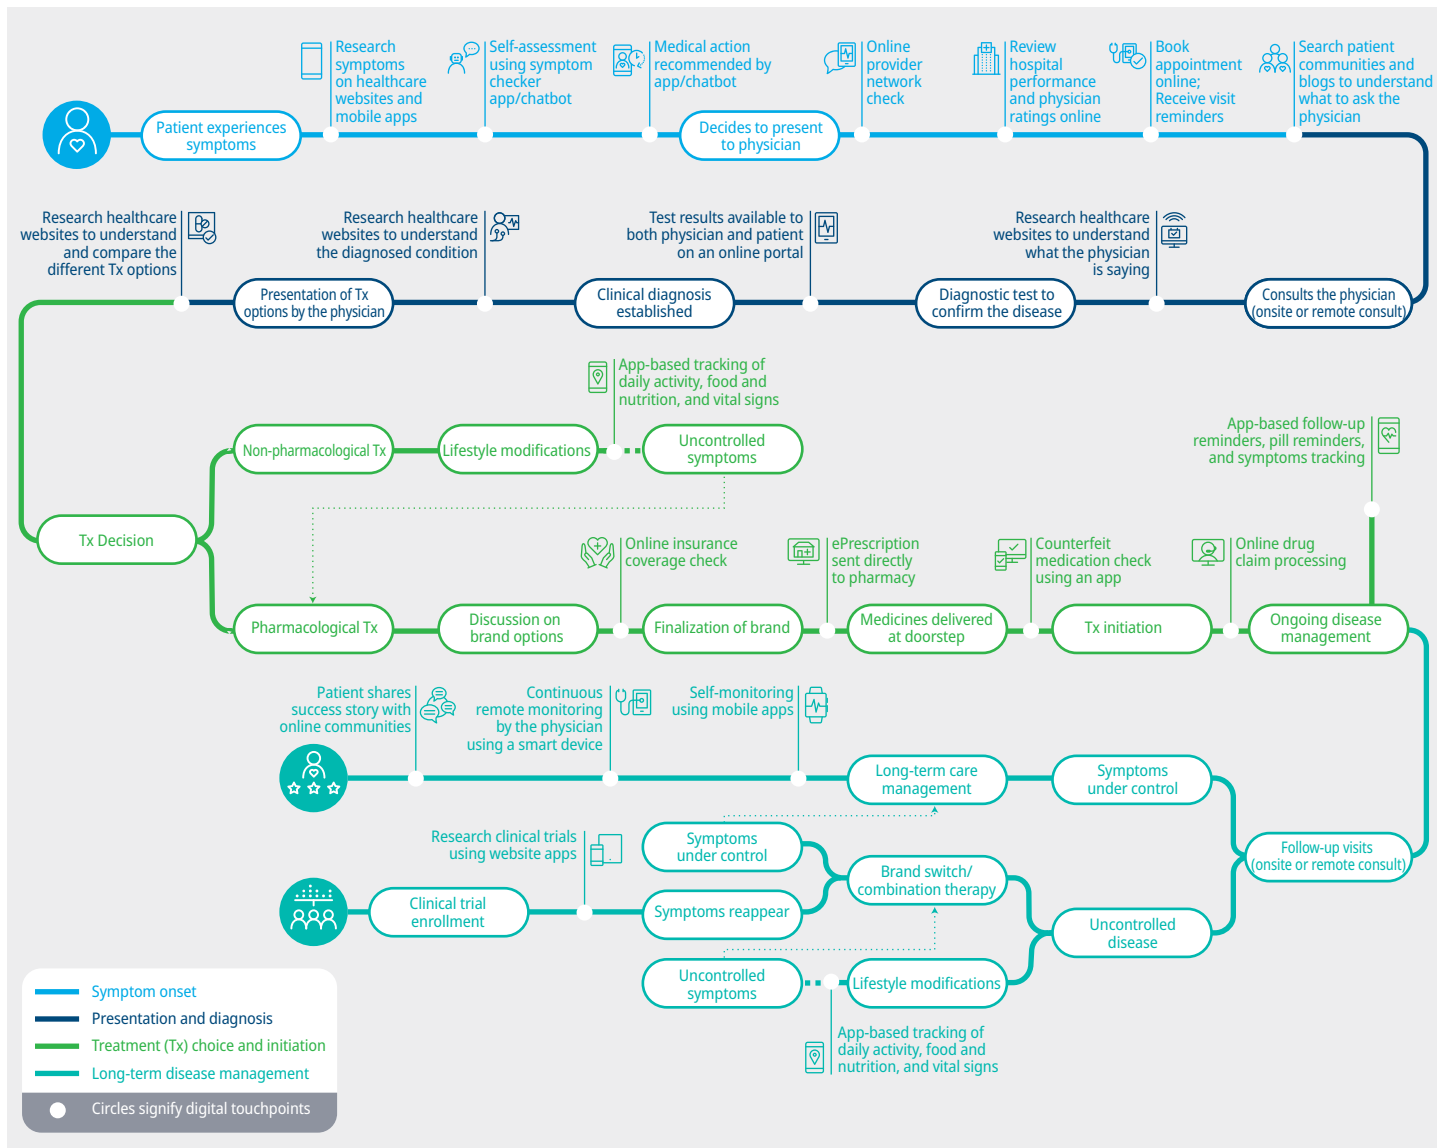 Research
symptoms
on healthcare
websites and
mobile apps
Self-assessment
using symptom
checker
app/chatbot
Medical action
recommended by
app/chatbot
Online
provider
network
check
Review
hospital
performance
and physician
ratings online
Book
appointment
online;
Receive visit
reminders
Search patient
communities and
blogs to understand
what to ask the
physician
Patient experiences
symptoms
Decides to present
to physician
Research healthcare
websites to understand
and compare the
different Tx options
Research healthcare
websites to understand
the diagnosed condition
Test results available to
both physician and patient
on an online portal
Research healthcare
websites to understand
what the physician
is saying
Presentation of Tx
options by the physician
Clinical diagnosis
established
Diagnostic test to
confirm the disease
Consults the physician
(onsite or remote consult)
App-based tracking of
daily activity, food and
nutrition, and vital signs
Non-pharmacological Tx
Lifestyle modifications
Uncontrolled
symptoms
App-based follow-up
reminders, pill reminders,
and symptoms tracking
Tx Decision
Online insurance
coverage check
ePrescription
sent directly
to pharmacy
Counterfeit
medication check
using an app
Online drug
claim processing
Pharmacological Tx
Discussion on
brand options
Finalization of brand
Medicines delivered
at doorstep
Tx initiation
Ongoing disease
management
Patient shares
success story with
online communities
Continuous
remote monitoring
by the physician
using a smart device
Self-monitoring
using mobile apps
Long-term care
management
Symptoms
under control
Research clinical trials
using website apps
Symptoms
under control
Brand switch/
combination therapy
Follow-up visits
(onsite or remote consult)
Clinical trial
enrollment
Symptoms reappear
Uncontrolled
disease
Uncontrolled
symptoms
Lifestyle modifications
App-based tracking of
daily activity, food and
nutrition, and vital signs
Symptom onset
Presentation and diagnosis
Treatment (Tx) choice and initiation
Long-term disease management
Circles signify digital touchpoints